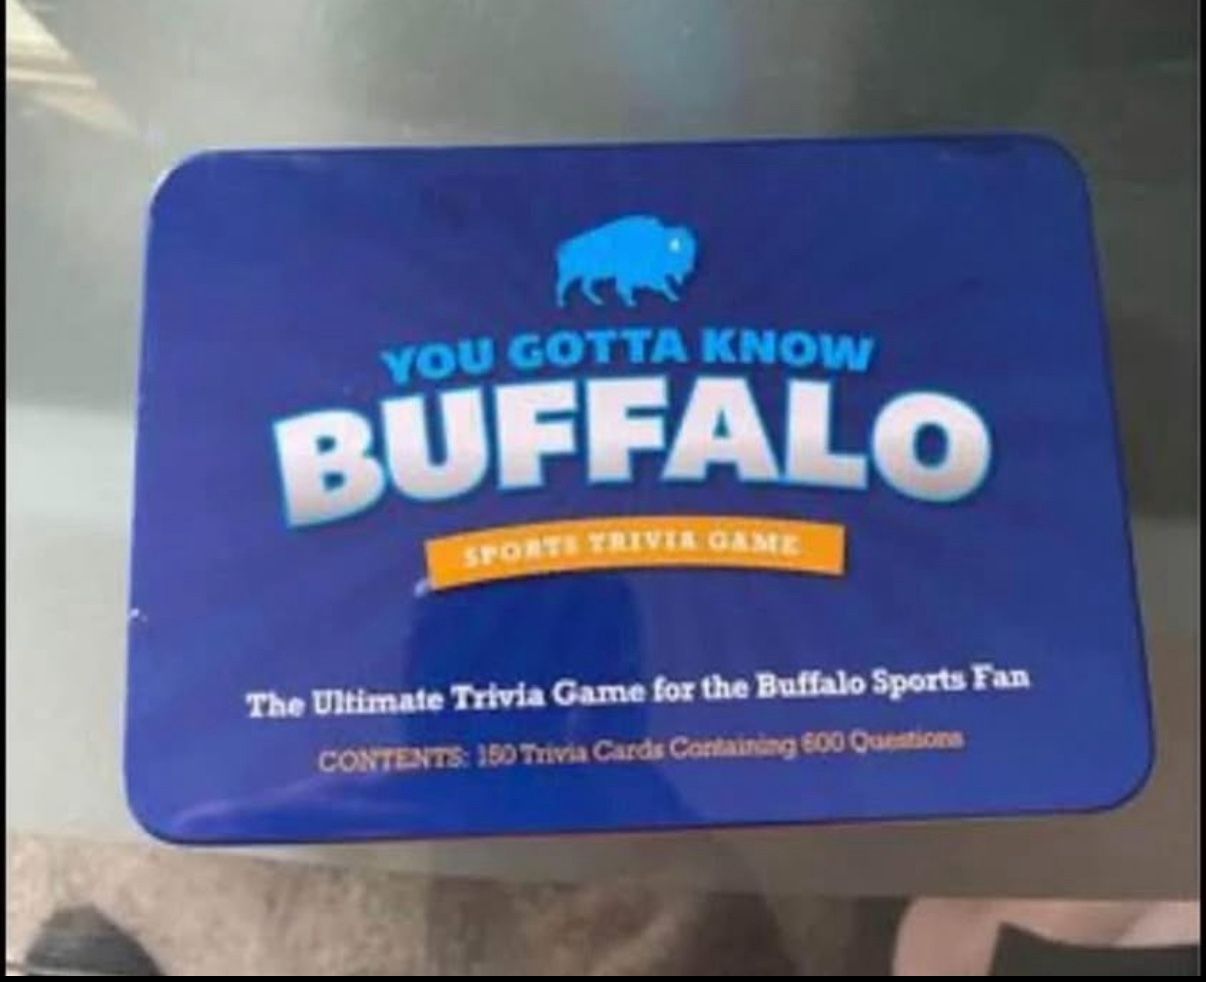 YOU GOTTA KNOW
BUFFALO
SPORTS TRIVIA GAME
The Ultimate Trivia Game for the Buffalo Sports Fan
CONTENTS: 150 Trivia Cards Containing 600 Questions